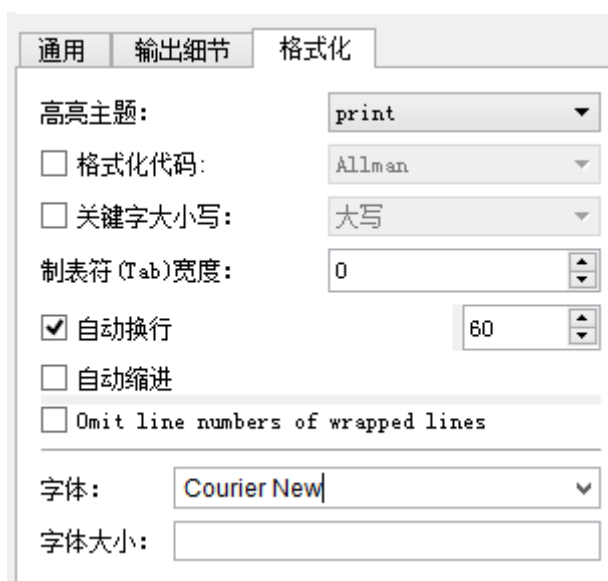 通用 输出细节 格式化
高亮主题: print
格式化代码: Allman
关键字大小写: 大写
制表符(Tab)宽度: 0
自动换行 60
自动缩进
Omit line numbers of wrapped lines
字体: Courier New
字体大小: